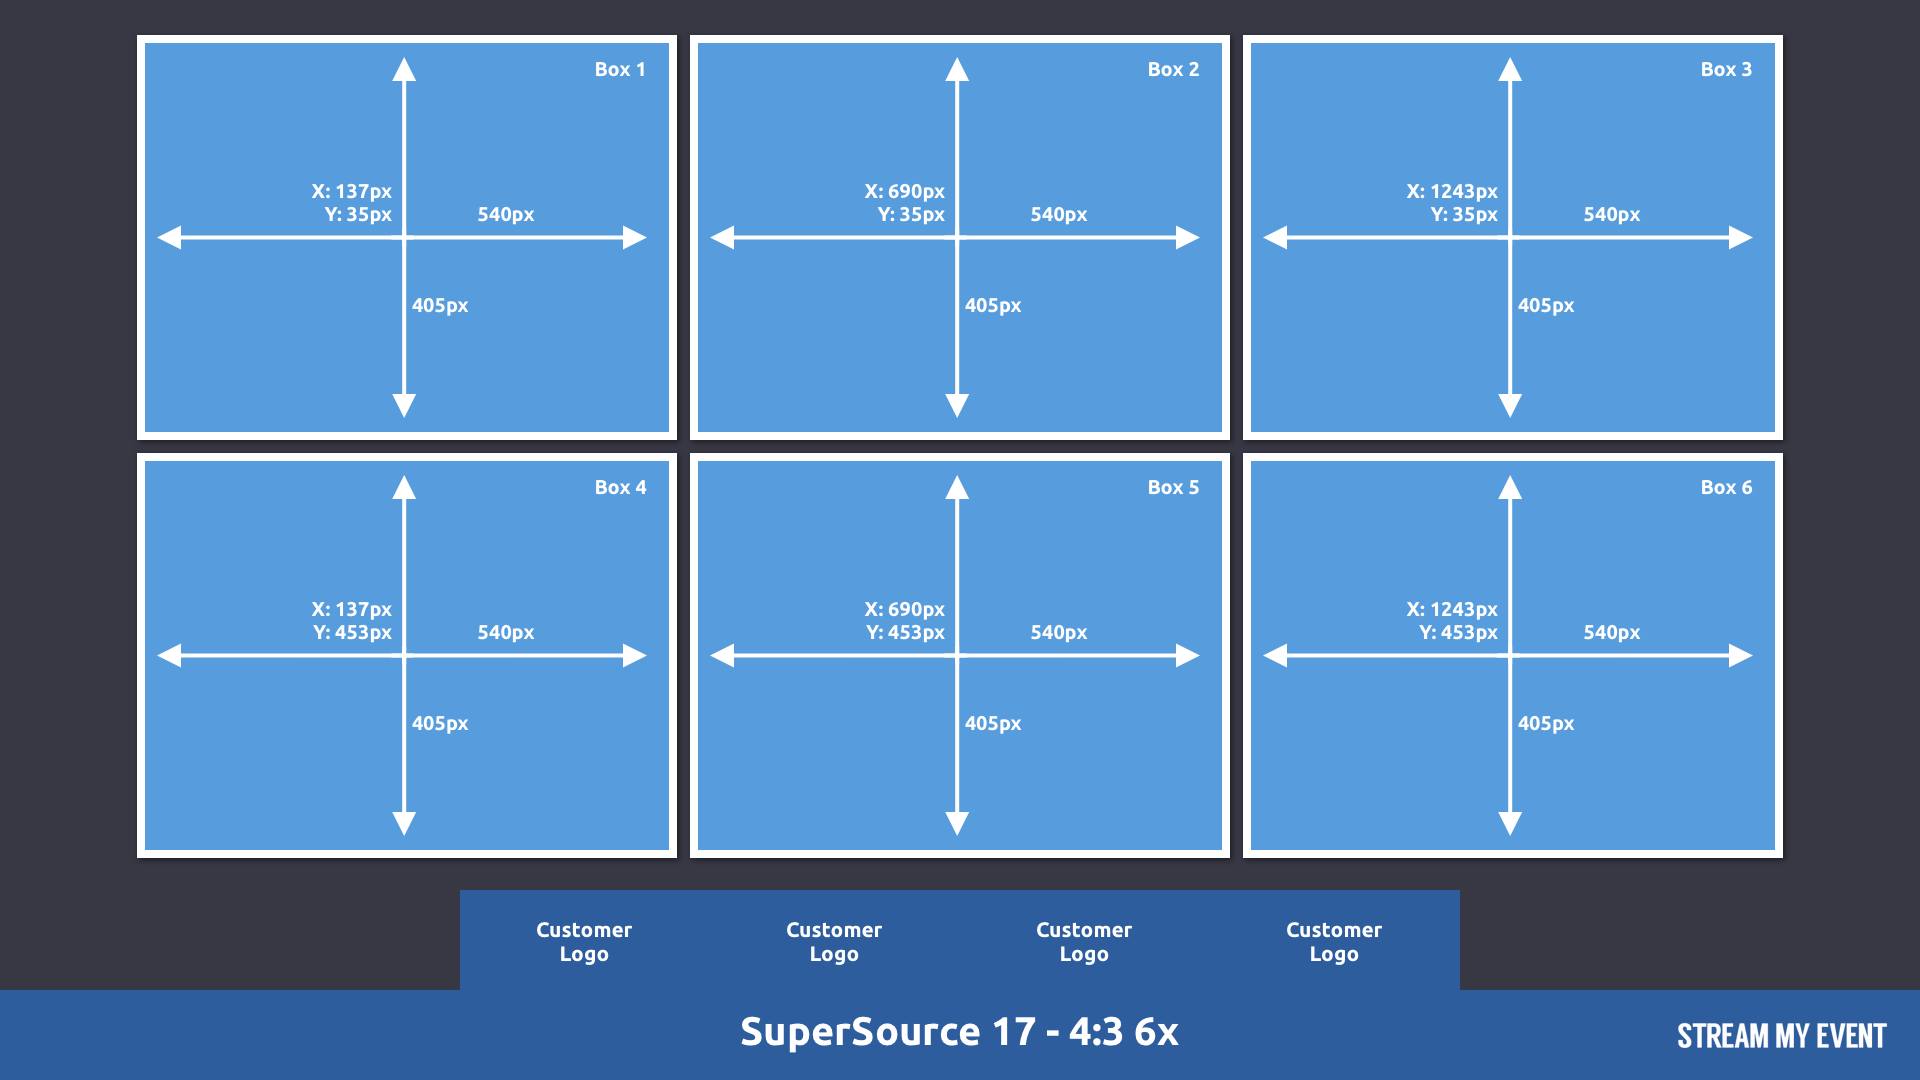 Box 1
X: 137px
Y: 35px
540px
405px
Box 2
X: 690px
Y: 35px
540px
405px
Box 3
X: 1243px
Y: 35px
540px
405px
Box 4
X: 137px
Y: 453px
540px
405px
Box 5
X: 690px
Y: 453px
540px
405px
Box 6
X: 1243px
Y: 453px
540px
405px
Customer
Logo
Customer
Logo
Customer
Logo
Customer
Logo
SuperSource 17 - 4:3 6x
STREAM MY EVENT